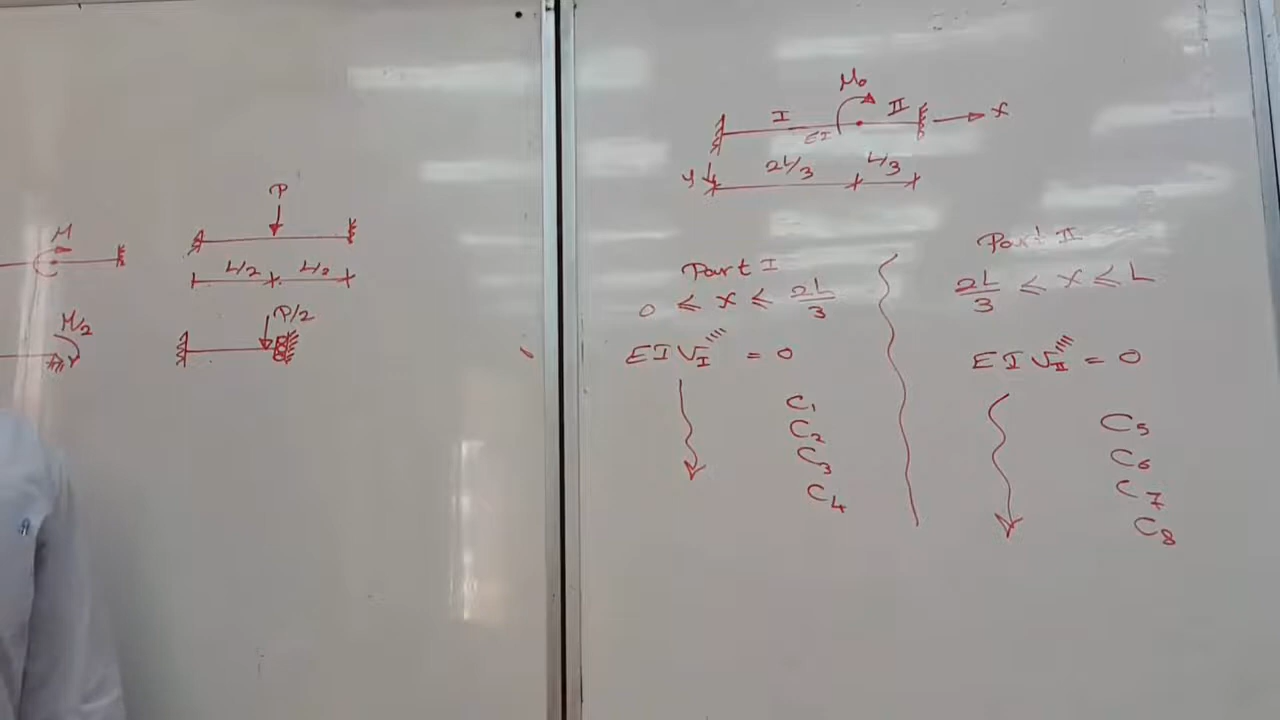 M
M/2
P
L/2 L/2
P/2
M₀
I II X
EI
2L/3 L/3
y
Part I
0 ≤ x ≤ 2L/3
EI V_I'''' = 0
C₁
C₂
C₃
C₄
Part II
2L/3 ≤ x ≤ L
EI V_II'''' = 0
C₅
C₆
C₇
C₈